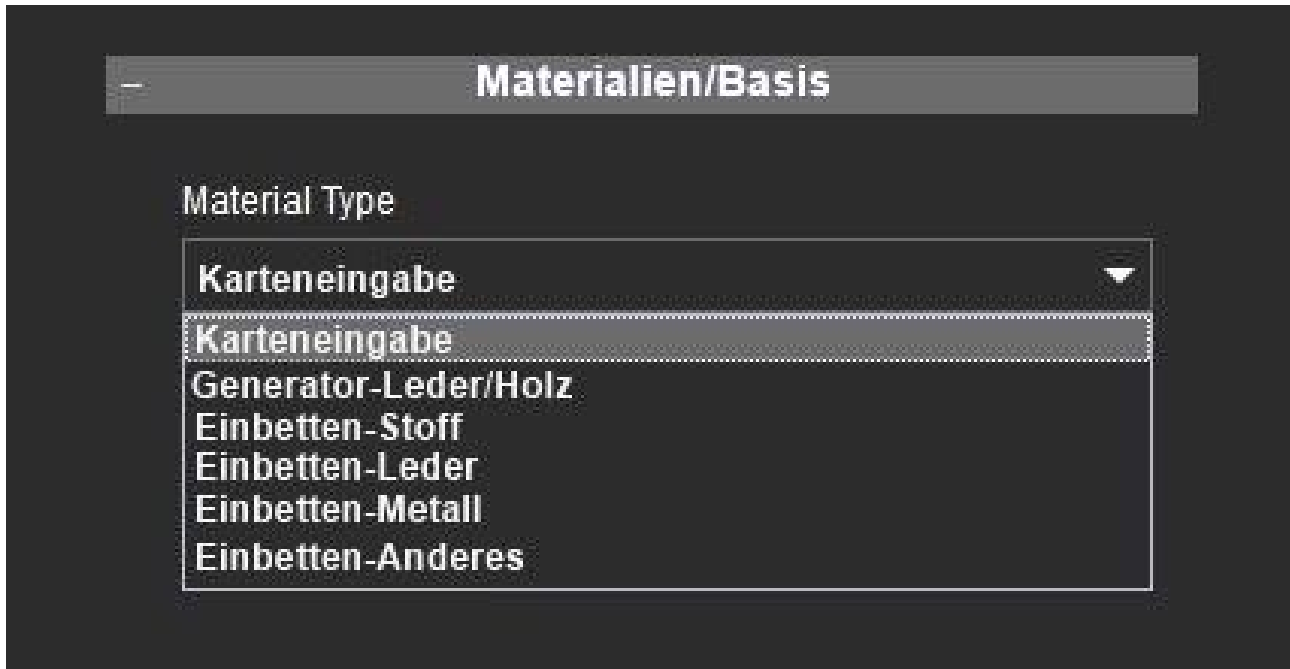 – Materialien/Basis
Material Type
Karteneingabe
Karteneingabe
Generator-Leder/Holz
Einbetten-Stoff
Einbetten-Leder
Einbetten-Metall
Einbetten-Anderes